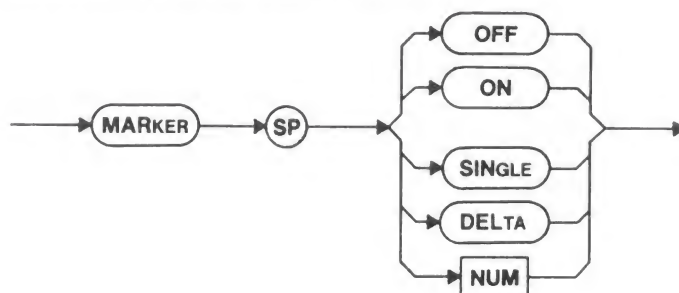 OFF
ON
MARKER
SP
SINGLE
DELTA
NUM